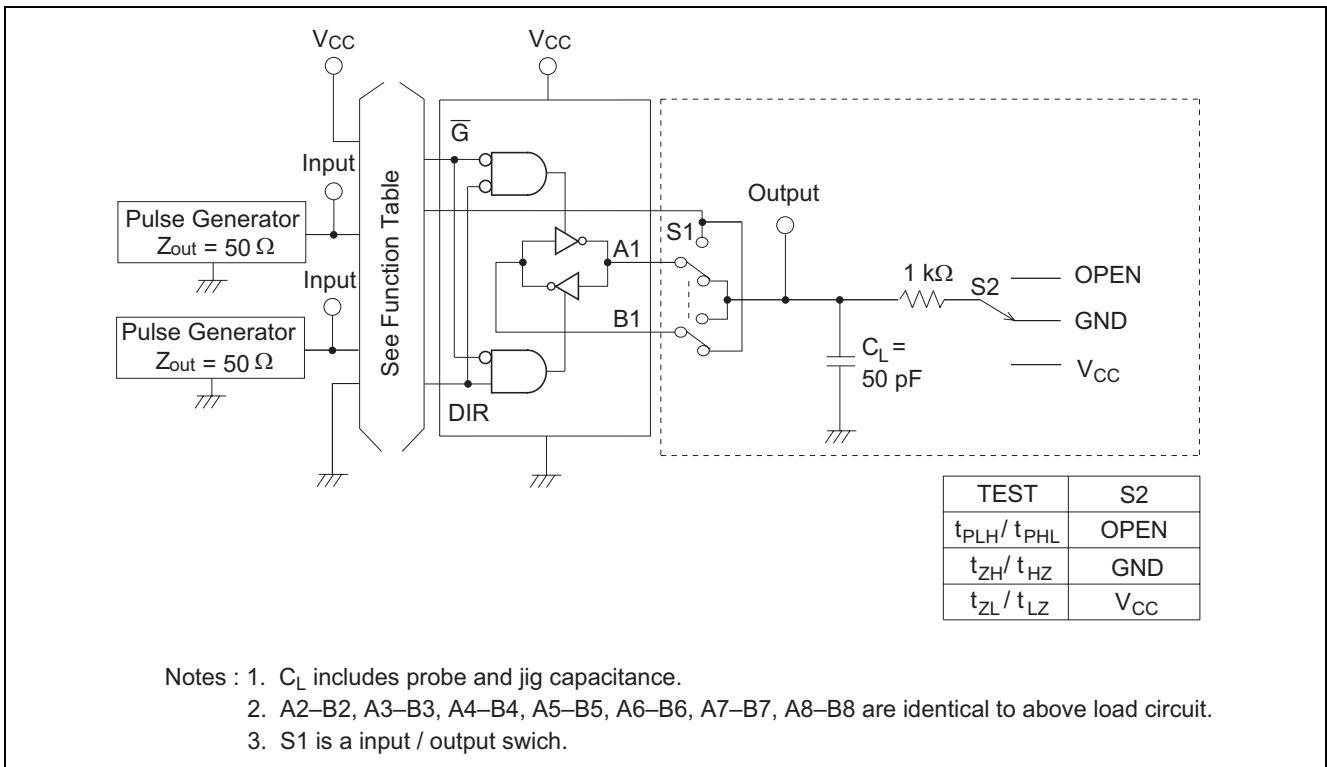 VCC
VCC
Input
Pulse Generator
Zout = 50 Ω
Input
Pulse Generator
Zout = 50 Ω
See Function Table
G̅
DIR
A1
B1
S1
Output
1 kΩ
S2
OPEN
GND
VCC
CL =
50 pF
TEST S2
tPLH / tPHL OPEN
tZH / tHZ GND
tZL / tLZ VCC
Notes : 1. CL includes probe and jig capacitance.
2. A2–B2, A3–B3, A4–B4, A5–B5, A6–B6, A7–B7, A8–B8 are identical to above load circuit.
3. S1 is a input / output swich.